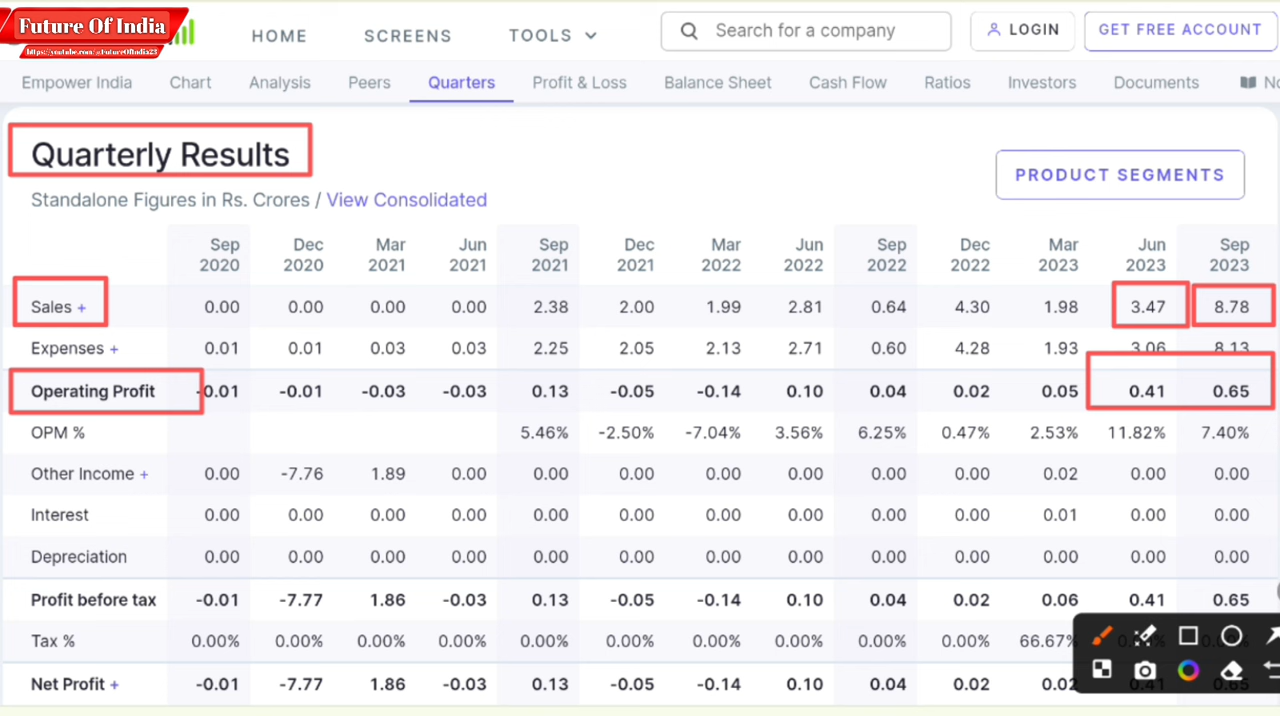 Future Of India
https://youtube.com/@FutureOfIndia23
HOME SCREENS TOOLS Search for a company LOGIN GET FREE ACCOUNT
Empower India Chart Analysis Peers Quarters Profit & Loss Balance Sheet Cash Flow Ratios Investors Documents
Quarterly Results
PRODUCT SEGMENTS
Standalone Figures in Rs. Crores / View Consolidated
Sep Dec Mar Jun Sep Dec Mar Jun Sep Dec Mar Jun Sep
2020 2020 2021 2021 2021 2021 2022 2022 2022 2022 2023 2023 2023
Sales + 0.00 0.00 0.00 0.00 2.38 2.00 1.99 2.81 0.64 4.30 1.98 3.47 8.78
Expenses + 0.01 0.01 0.03 0.03 2.25 2.05 2.13 2.71 0.60 4.28 1.93 3.06 8.13
Operating Profit -0.01 -0.01 -0.03 -0.03 0.13 -0.05 -0.14 0.10 0.04 0.02 0.05 0.41 0.65
OPM % 5.46% -2.50% -7.04% 3.56% 6.25% 0.47% 2.53% 11.82% 7.40%
Other Income + 0.00 -7.76 1.89 0.00 0.00 0.00 0.00 0.00 0.00 0.00 0.02 0.00 0.00
Interest 0.00 0.00 0.00 0.00 0.00 0.00 0.00 0.00 0.00 0.00 0.01 0.00 0.00
Depreciation 0.00 0.00 0.00 0.00 0.00 0.00 0.00 0.00 0.00 0.00 0.00 0.00 0.00
Profit before tax -0.01 -7.77 1.86 -0.03 0.13 -0.05 -0.14 0.10 0.04 0.02 0.06 0.41 0.65
Tax % 0.00% 0.00% 0.00% 0.00% 0.00% 0.00% 0.00% 0.00% 0.00% 0.00% 66.67%
Net Profit + -0.01 -7.77 1.86 -0.03 0.13 -0.05 -0.14 0.10 0.04 0.02 0.02 0.41 0.65